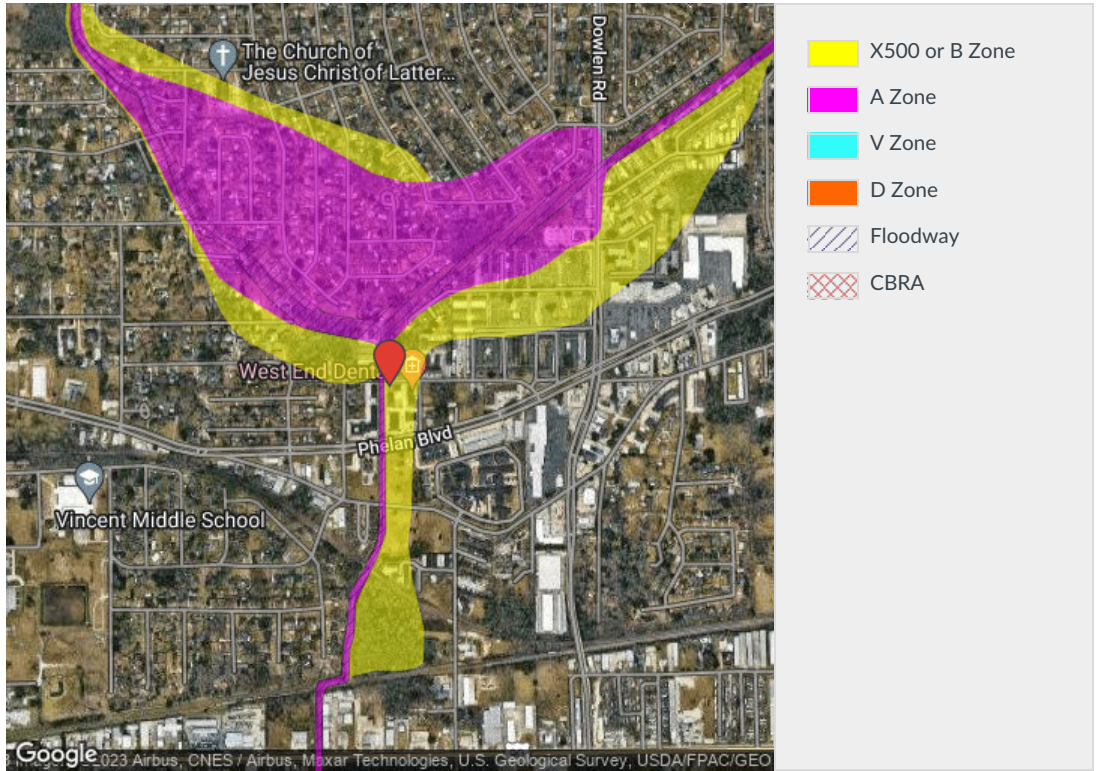 The Church of
Jesus Christ of Latter...
Dowlen Rd
West End Dent
Phelan Blvd
Vincent Middle School
Google
023 Airbus, CNES / Airbus, Maxar Technologies, U.S. Geological Survey, USDA/FPAC/GEO
X500 or B Zone
A Zone
V Zone
D Zone
Floodway
CBRA